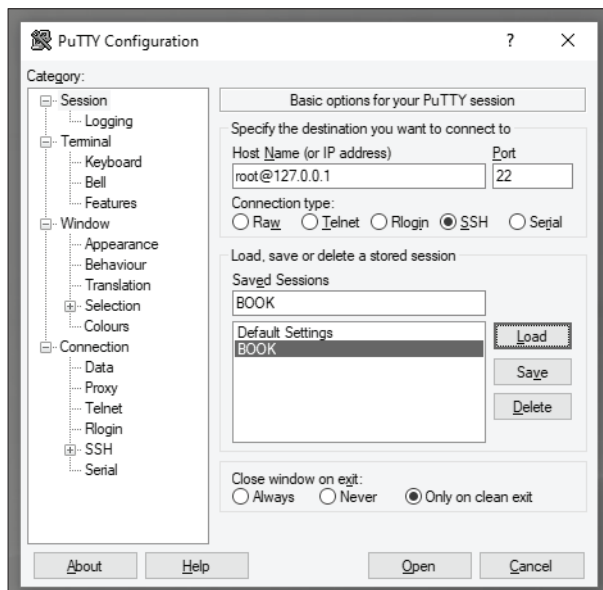 PuTTY Configuration ? ×
Category:
Session
Logging
Terminal
Keyboard
Bell
Features
Window
Appearance
Behaviour
Translation
Selection
Colours
Connection
Data
Proxy
Telnet
Rlogin
SSH
Serial
Basic options for your PuTTY session
Specify the destination you want to connect to
Host Name (or IP address) Port
root@127.0.0.1 22
Connection type:
Raw Telnet Rlogin SSH Serial
Load, save or delete a stored session
Saved Sessions
BOOK
Default Settings
BOOK
Load
Save
Delete
Close window on exit:
Always Never Only on clean exit
About Help Open Cancel